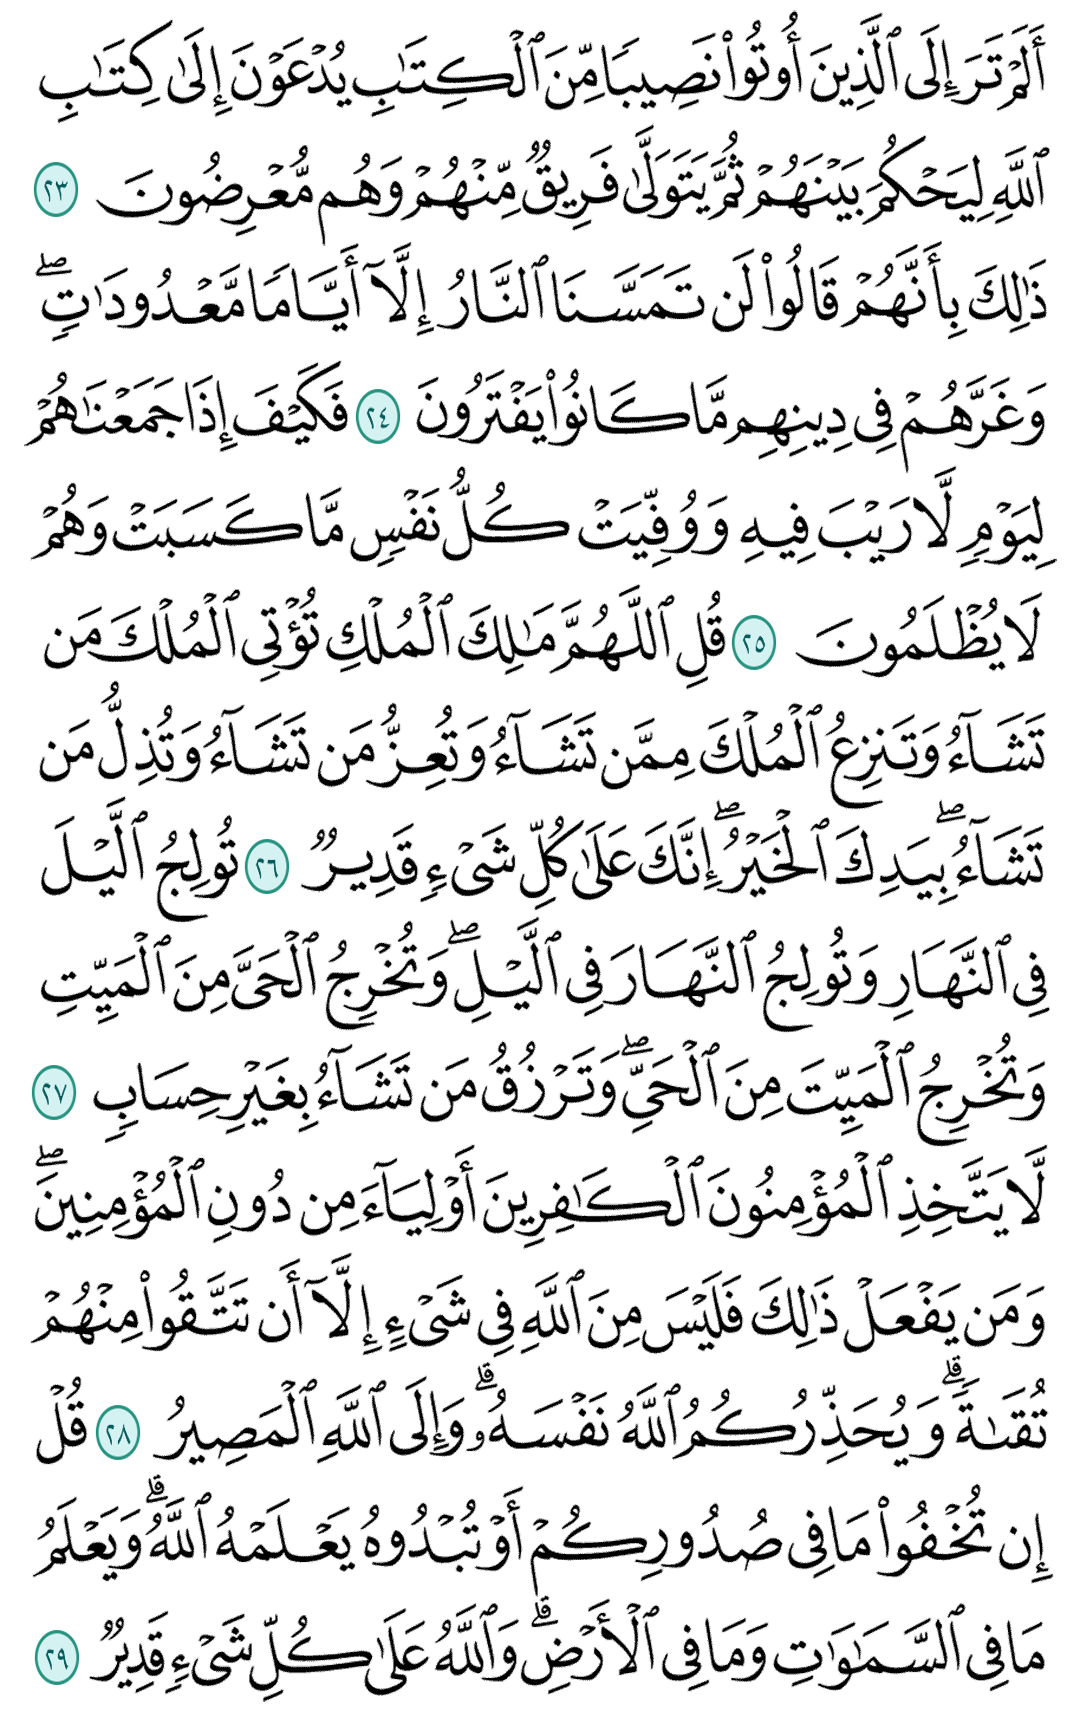 أَلَمۡ تَرَ إِلَى ٱلَّذِينَ أُوتُواْ نَصِيبٗا مِّنَ ٱلۡكِتَٰبِ يُدۡعَوۡنَ إِلَىٰ كِتَٰبِ
ٱللَّهِ لِيَحۡكُمَ بَيۡنَهُمۡ ثُمَّ يَتَوَلَّىٰ فَرِيقٞ مِّنۡهُمۡ وَهُم مُّعۡرِضُونَ ٢٣
ذَٰلِكَ بِأَنَّهُمۡ قَالُواْ لَن تَمَسَّنَا ٱلنَّارُ إِلَّآ أَيَّامٗا مَّعۡدُودَٰتٖۖ
وَغَرَّهُمۡ فِي دِينِهِم مَّا كَانُواْ يَفۡتَرُونَ ٢٤ فَكَيۡفَ إِذَا جَمَعۡنَٰهُمۡ
لِيَوۡمٖ لَّا رَيۡبَ فِيهِ وَوُفِّيَتۡ كُلُّ نَفۡسٖ مَّا كَسَبَتۡ وَهُمۡ
لَا يُظۡلَمُونَ ٢٥ قُلِ ٱللَّهُمَّ مَٰلِكَ ٱلۡمُلۡكِ تُؤۡتِي ٱلۡمُلۡكَ مَن
تَشَآءُ وَتَنزِعُ ٱلۡمُلۡكَ مِمَّن تَشَآءُ وَتُعِزُّ مَن تَشَآءُ وَتُذِلُّ مَن
تَشَآءُۖ بِيَدِكَ ٱلۡخَيۡرُۖ إِنَّكَ عَلَىٰ كُلِّ شَيۡءٖ قَدِيرٞ ٢٦ تُولِجُ ٱلَّيۡلَ
فِي ٱلنَّهَارِ وَتُولِجُ ٱلنَّهَارَ فِي ٱلَّيۡلِۖ وَتُخۡرِجُ ٱلۡحَيَّ مِنَ ٱلۡمَيِّتِ
وَتُخۡرِجُ ٱلۡمَيِّتَ مِنَ ٱلۡحَيِّۖ وَتَرۡزُقُ مَن تَشَآءُ بِغَيۡرِ حِسَابٖ ٢٧
لَّا يَتَّخِذِ ٱلۡمُؤۡمِنُونَ ٱلۡكَٰفِرِينَ أَوۡلِيَآءَ مِن دُونِ ٱلۡمُؤۡمِنِينَۖ
وَمَن يَفۡعَلۡ ذَٰلِكَ فَلَيۡسَ مِنَ ٱللَّهِ فِي شَيۡءٍ إِلَّآ أَن تَتَّقُواْ مِنۡهُمۡ
تُقَىٰةٗۗ وَيُحَذِّرُكُمُ ٱللَّهُ نَفۡسَهُۥۗ وَإِلَى ٱللَّهِ ٱلۡمَصِيرُ ٢٨ قُلۡ
إِن تُخۡفُواْ مَا فِي صُدُورِكُمۡ أَوۡ تُبۡدُوهُ يَعۡلَمۡهُ ٱللَّهُۗ وَيَعۡلَمُ
مَا فِي ٱلسَّمَٰوَٰتِ وَمَا فِي ٱلۡأَرۡضِۗ وَٱللَّهُ عَلَىٰ كُلِّ شَيۡءٖ قَدِيرٞ ٢٩